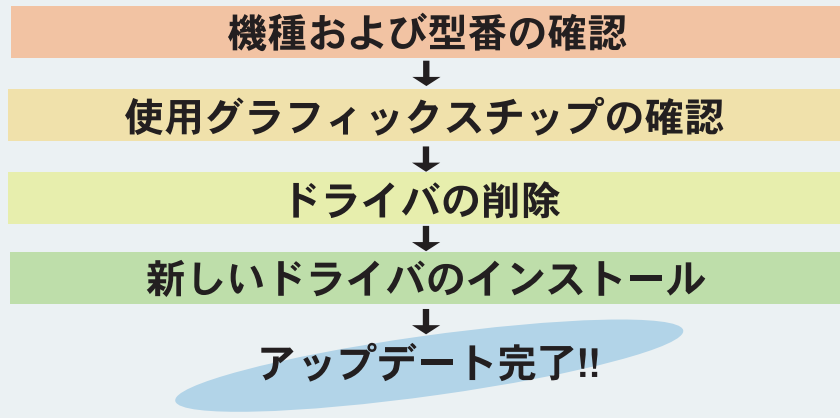 機種および型番の確認
使用グラフィックスチップの確認
ドライバの削除
新しいドライバのインストール
アップデート完了!!